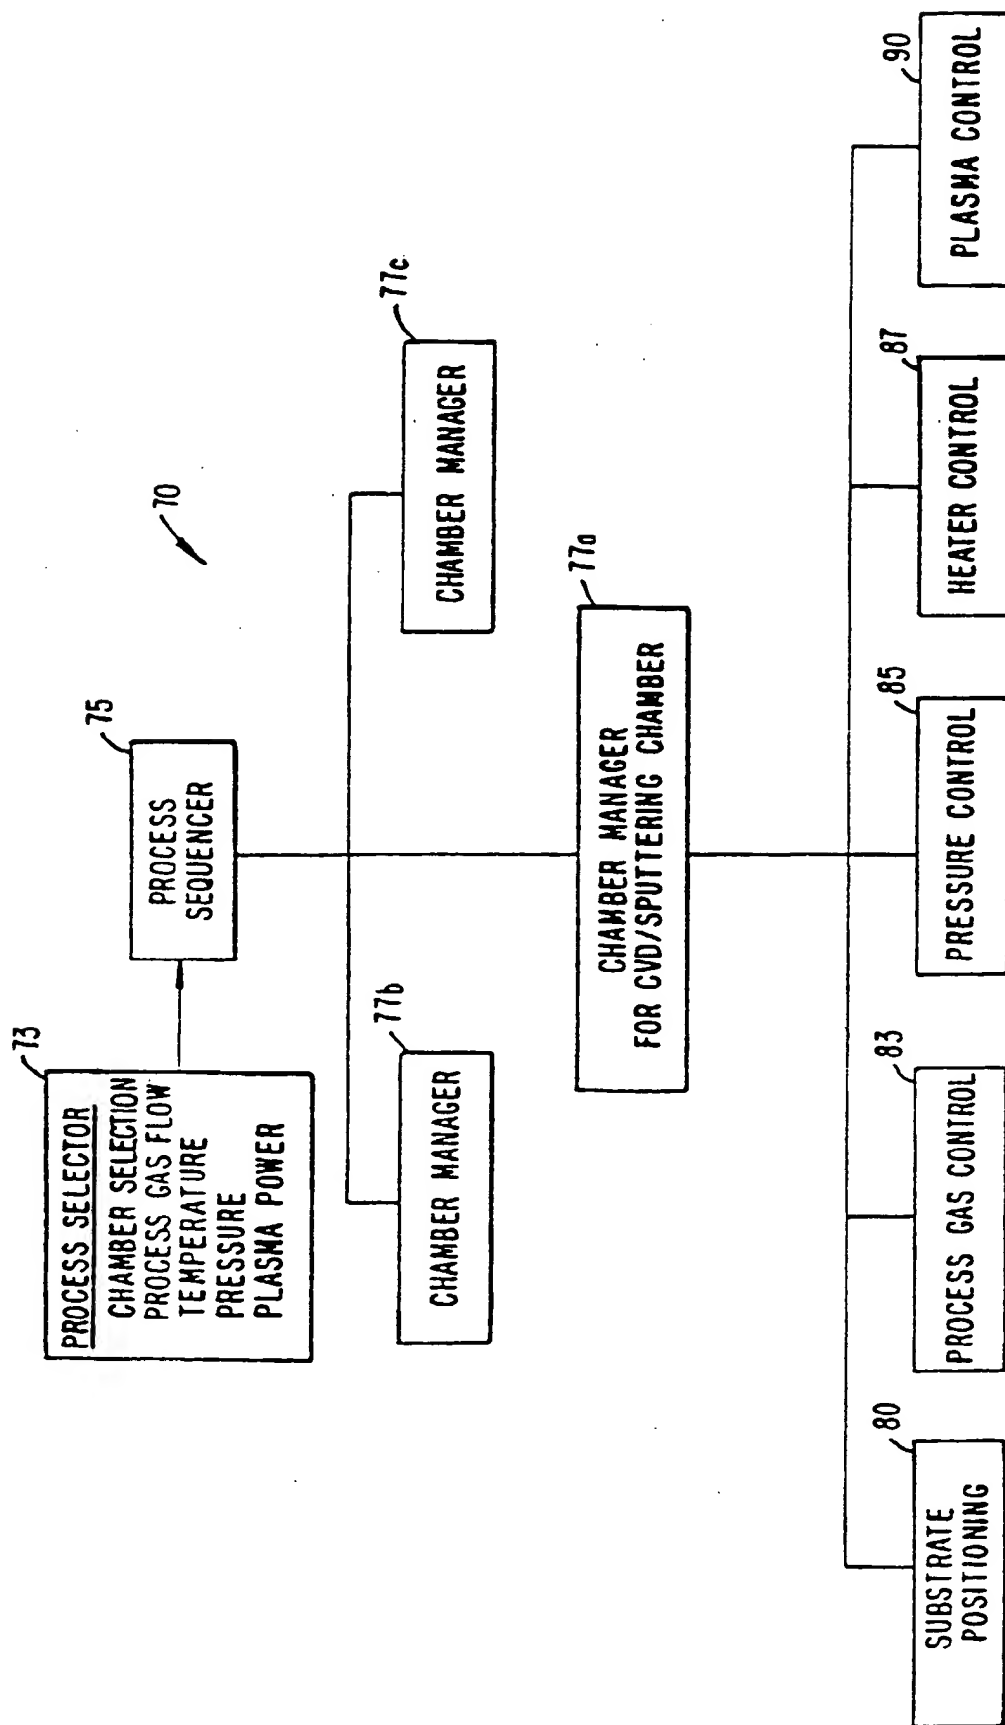 73
PROCESS SELECTOR
CHAMBER SELECTION
PROCESS GAS FLOW
TEMPERATURE
PRESSURE
PLASMA POWER
75
PROCESS
SEQUENCER
70
77b
CHAMBER MANAGER
77c
CHAMBER MANAGER
77a
CHAMBER MANAGER
FOR CVD/SPUTTERING CHAMBER
80
SUBSTRATE
POSITIONING
83
PROCESS GAS CONTROL
85
PRESSURE CONTROL
87
HEATER CONTROL
90
PLASMA CONTROL